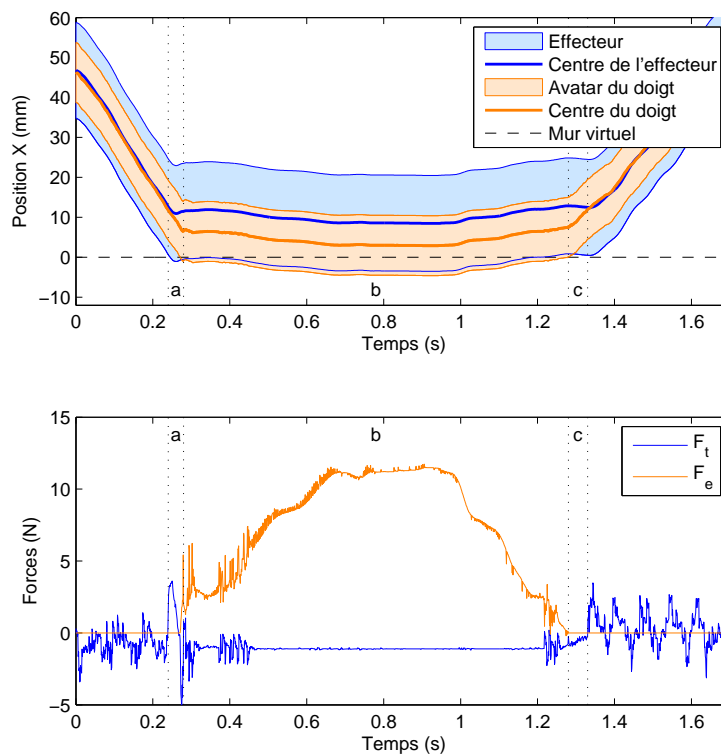 60
50
40
30
20
10
0
−10
Position X (mm)
Effecteur
Centre de l'effecteur
Avatar du doigt
Centre du doigt
Mur virtuel
a
b
c
0
0.2
0.4
0.6
0.8
1
1.2
1.4
1.6
Temps (s)
15
10
5
0
−5
Forces (N)
a
b
c
F_t
F_e
0
0.2
0.4
0.6
0.8
1
1.2
1.4
1.6
Temps (s)